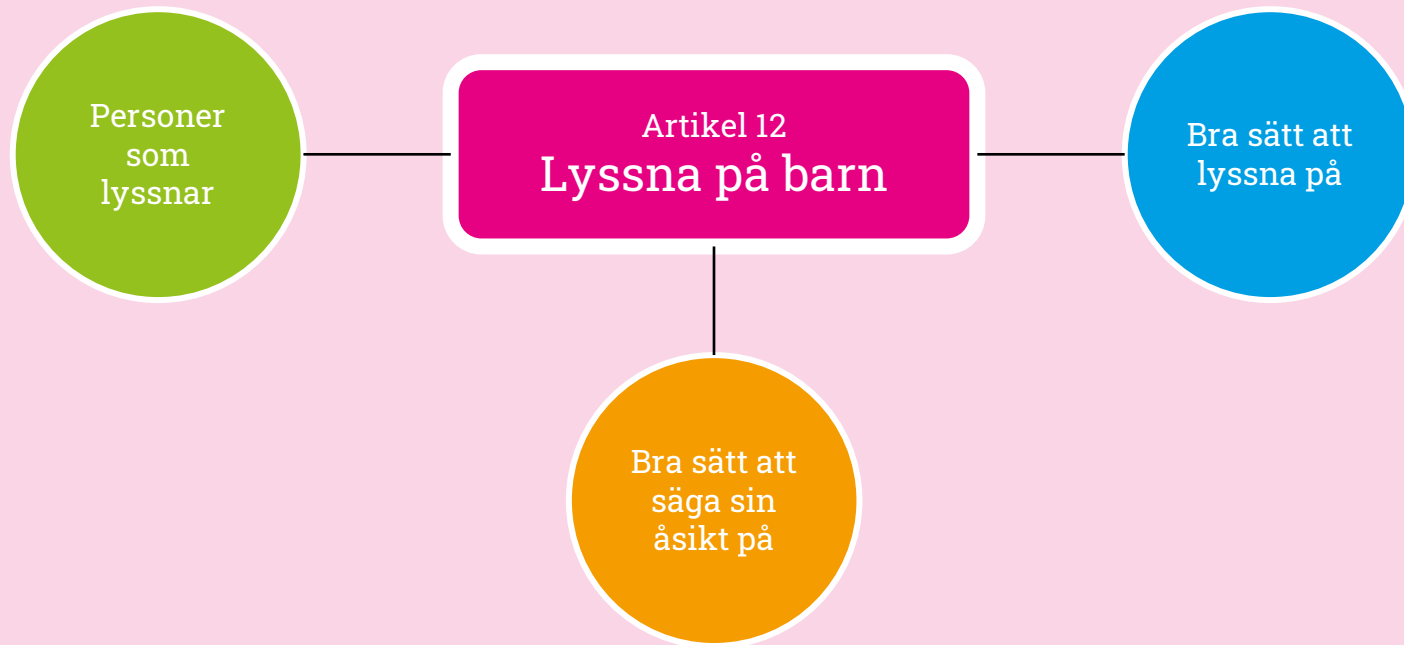 Personer
som
lyssnar
Artikel 12
Lyssna på barn
Bra sätt att
lyssna på
Bra sätt att
säga sin
åsikt på